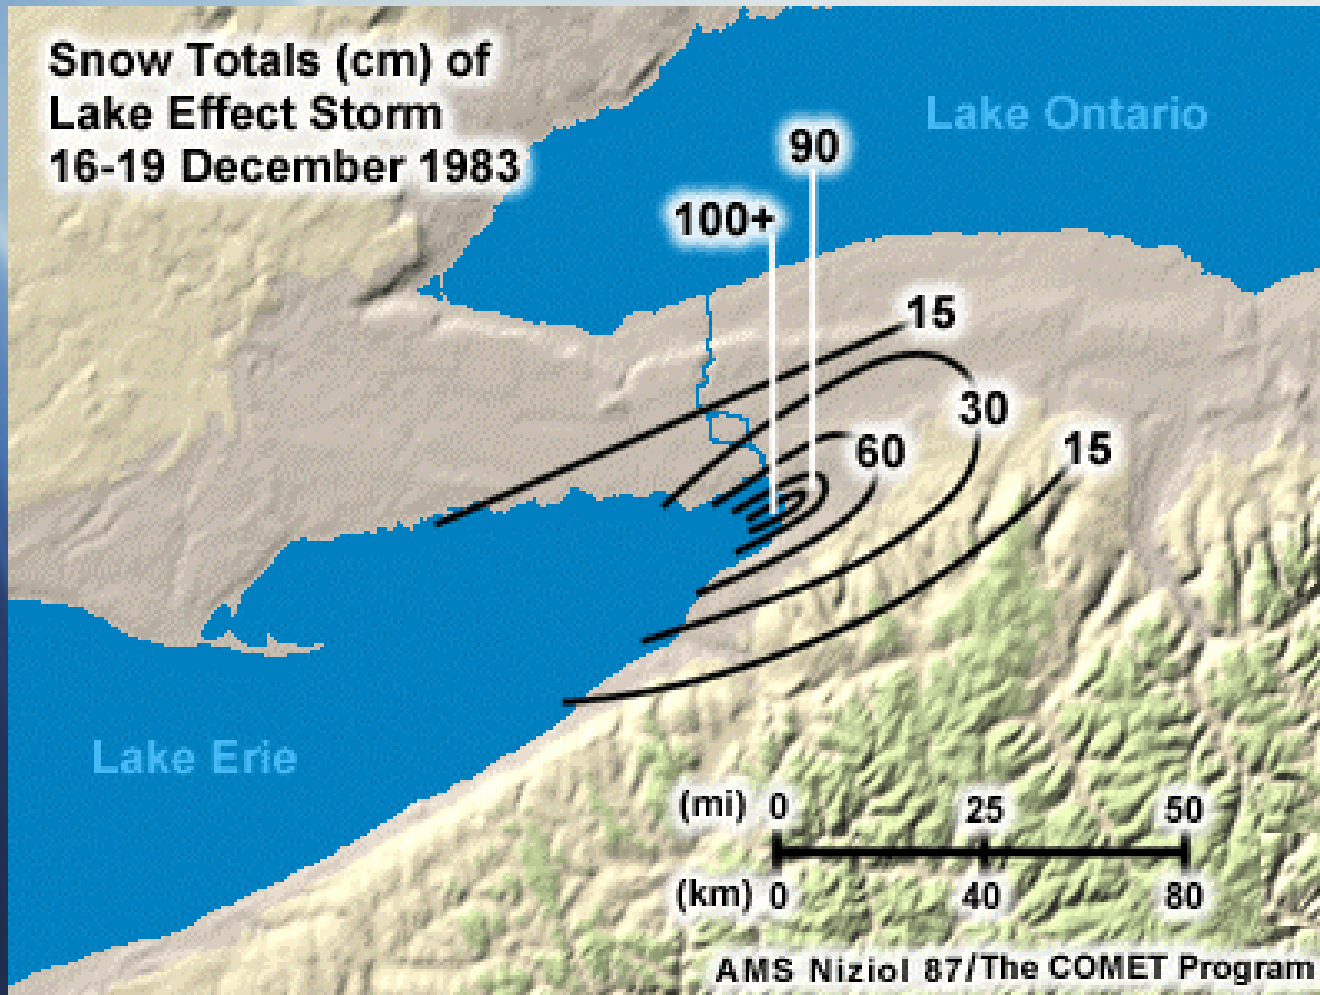 Snow Totals (cm) of
Lake Effect Storm
16-19 December 1983
Lake Ontario
90
100+
15
30
60
15
Lake Erie
(mi) 0 25 50
(km) 0 40 80
AMS Niziol 87/The COMET Program